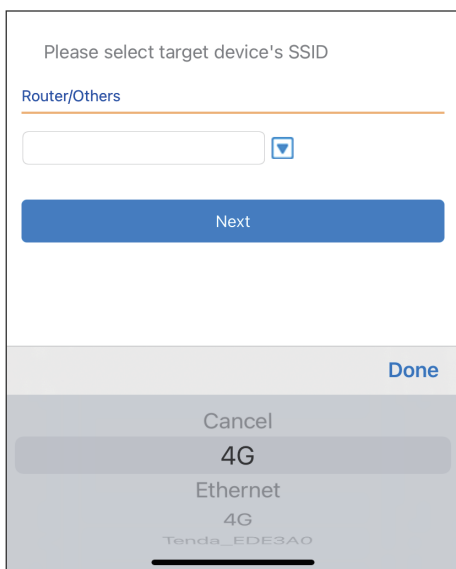 Please select target device's SSID
Router/Others
Next
Done
Cancel
4G
Ethernet
4G
Tenda_EDE3A0